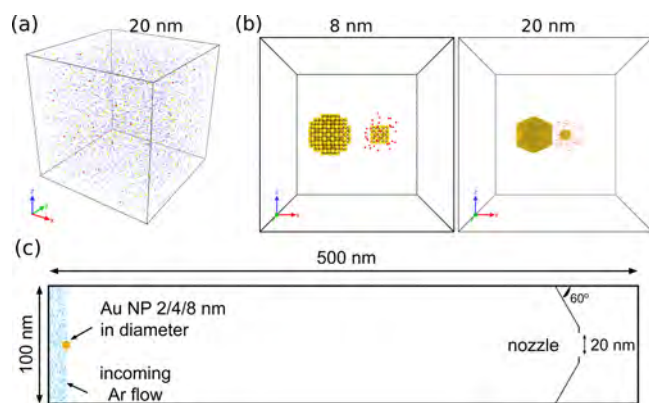 (a)
20 nm
(b)
8 nm
20 nm
(c)
500 nm
100 nm
Au NP 2/4/8 nm
in diameter
incoming
Ar flow
nozzle
60°
20 nm